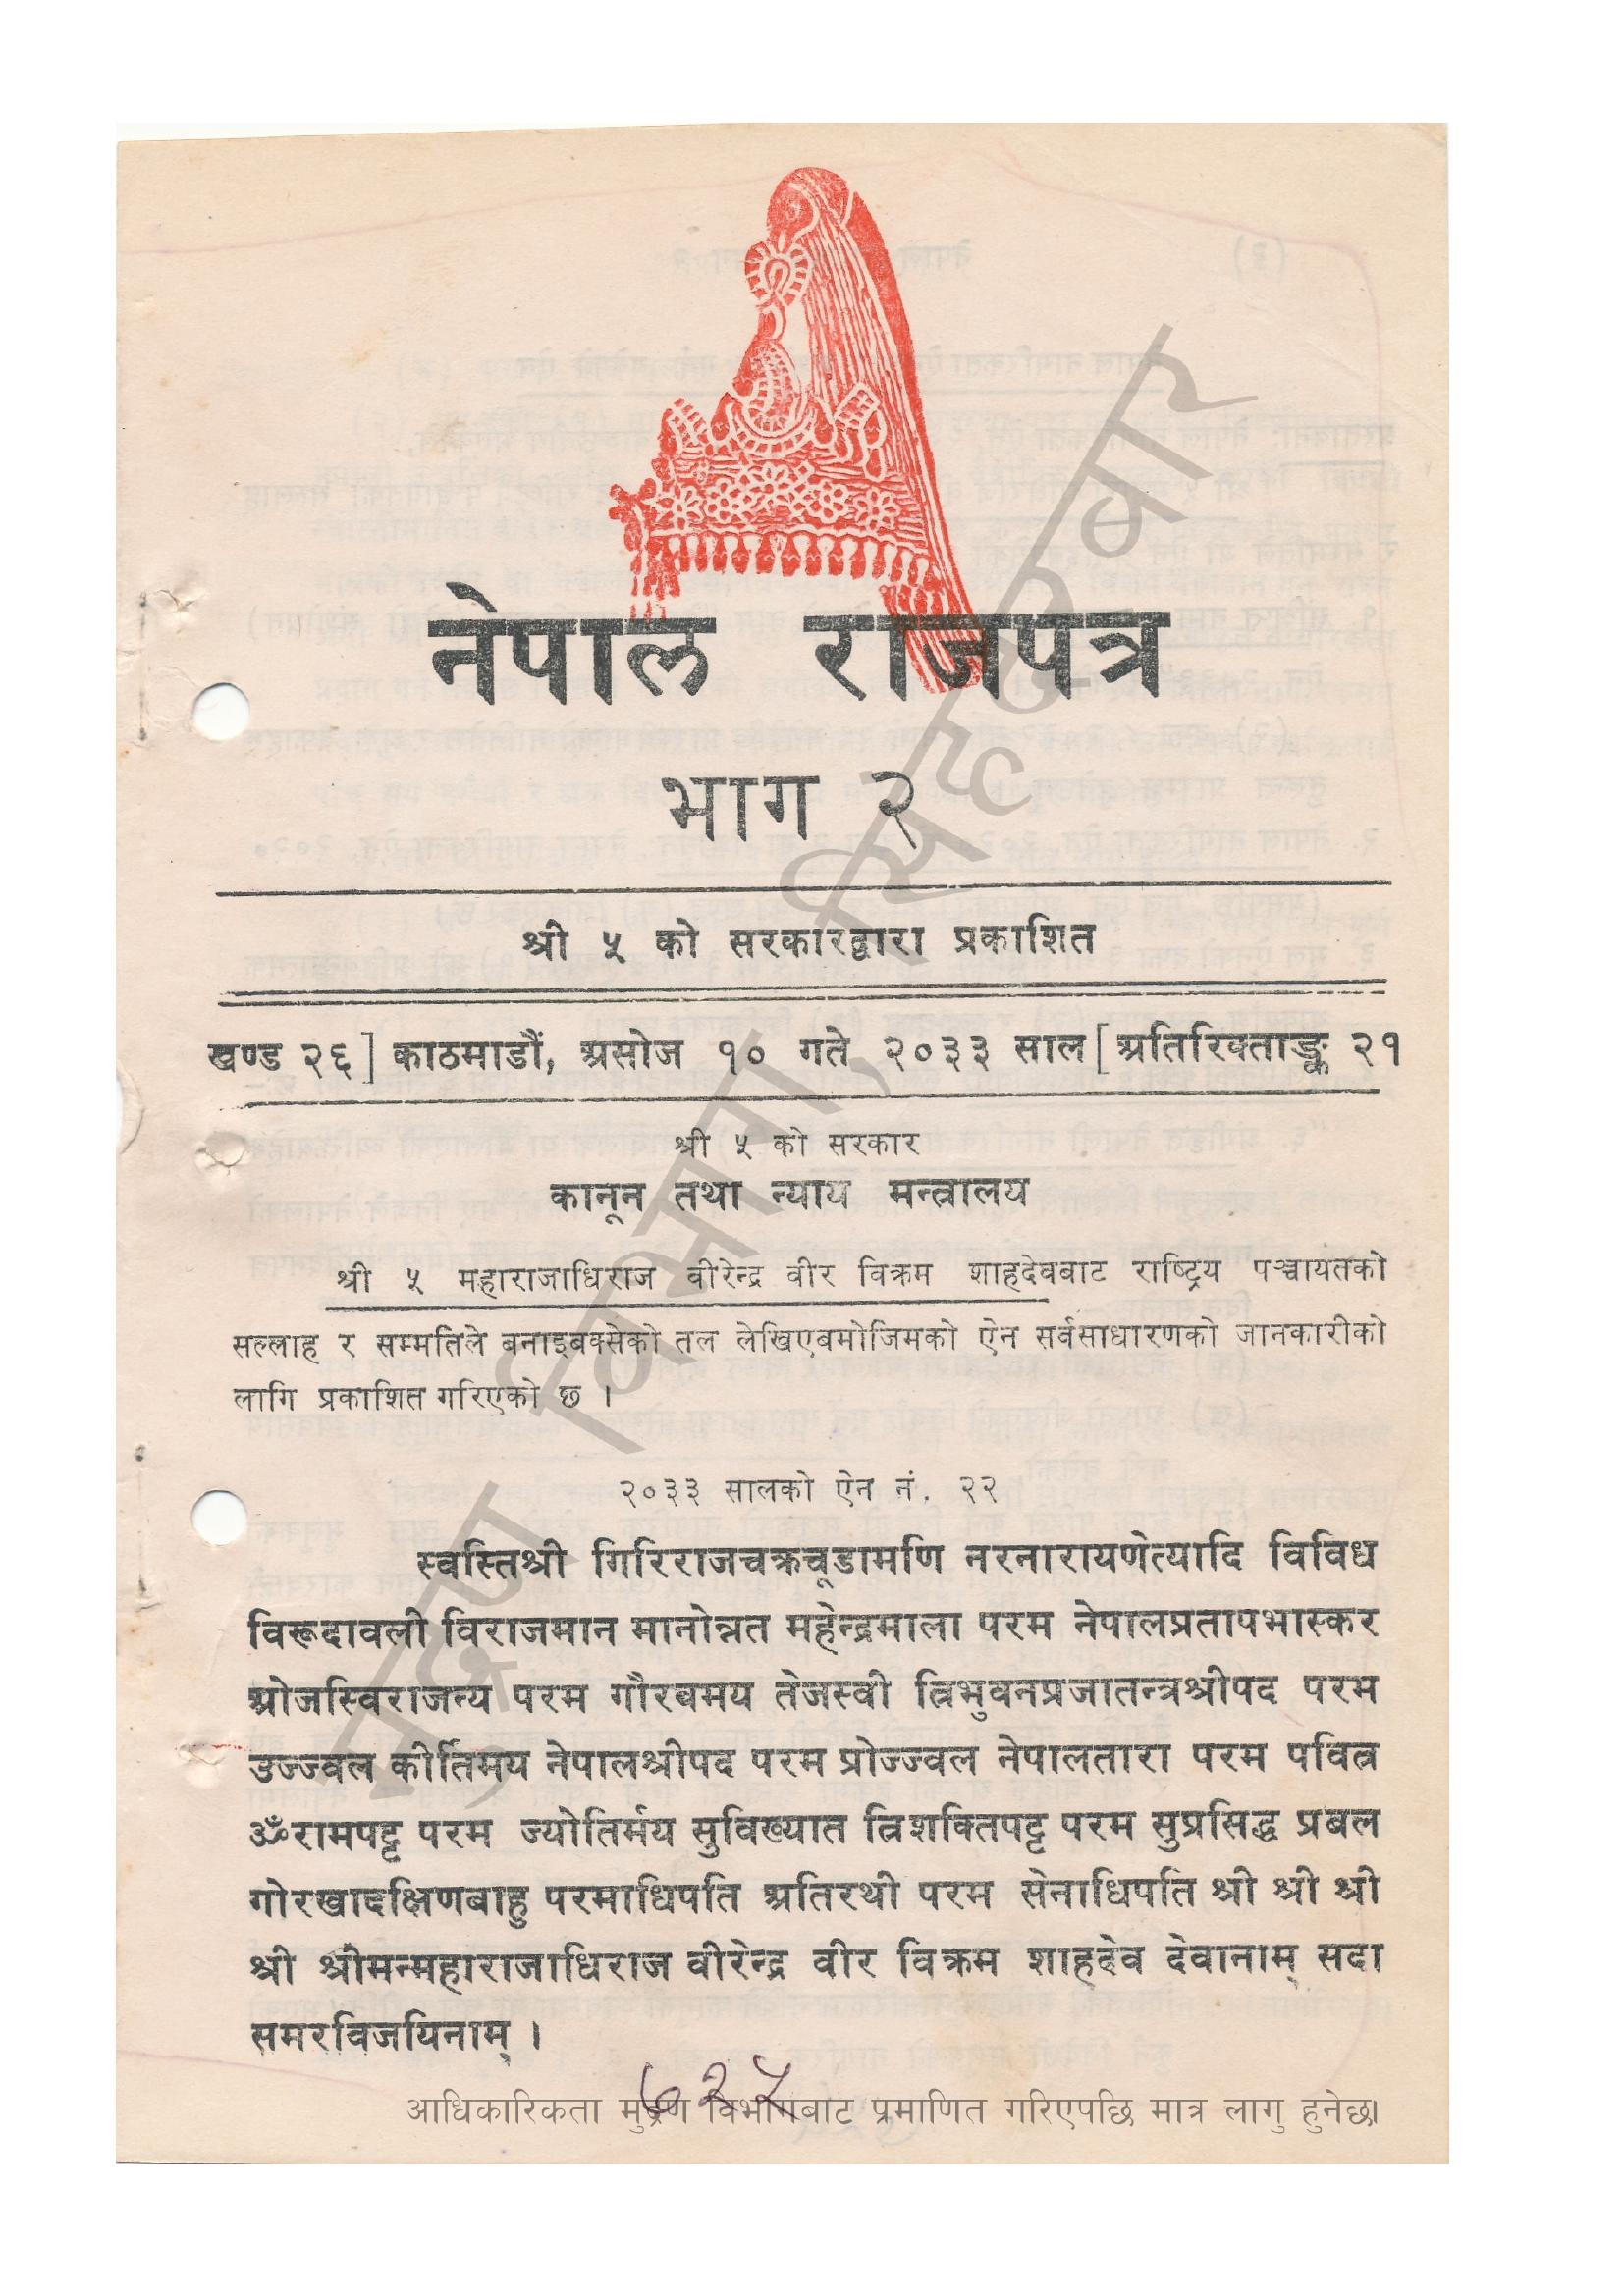 नेपाल राजपत्र
भाग २
श्री ५ को सरकारद्वारा प्रकाशित
खण्ड २६] काठमाडौं, असोज १० गते २०३३ साल [अतिरिक्ताङ्क २१
श्री ५ को सरकार
कानून तथा न्याय मन्त्रालय
श्री ५ महाराजाधिराज वीरेन्द्र वीर विक्रम शाहदेवबाट राष्ट्रिय पञ्चायतको
सल्लाह र सम्मतिले बनाइबक्सेको तल लेखिएबमोजिमको ऐन सर्वसाधारणको जानकारीको
लागि प्रकाशित गरिएको छ ।
२०३३ सालको ऐन नं. २२
स्वस्तिश्री गिरिराजचक्रचूडामणि नरनारायणेत्यादि विविध
विरूदावली विराजमान मानोन्नत महेन्द्रमाला परम नेपालप्रतापभास्कर
ओजस्विराजन्य परम गौरवमय तेजस्वी त्रिभुवनप्रजातन्त्रश्रीपद परम
उज्ज्वल कीर्तिमय नेपालश्रीपद परम प्रोज्ज्वल नेपालतारा परम पवित्र
ॐरामपट्ट परम ज्योतिर्मय सुविख्यात त्रिशक्तिपट्ट परम सुप्रसिद्ध प्रबल
गोरखादक्षिणबाहु परमाधिपति अतिरथी परम सेनाधिपति श्री श्री श्री
श्री श्रीमन्महाराजाधिराज वीरेन्द्र वीर विक्रम शाहदेव देवानाम् सदा
समरविजयिनाम् ।
७२५
आधिकारिकता मुद्रण विभागबाट प्रमाणित गरिएपछि मात्र लागु हुनेछ।
मुद्रण विभाग, सिंहदरबार